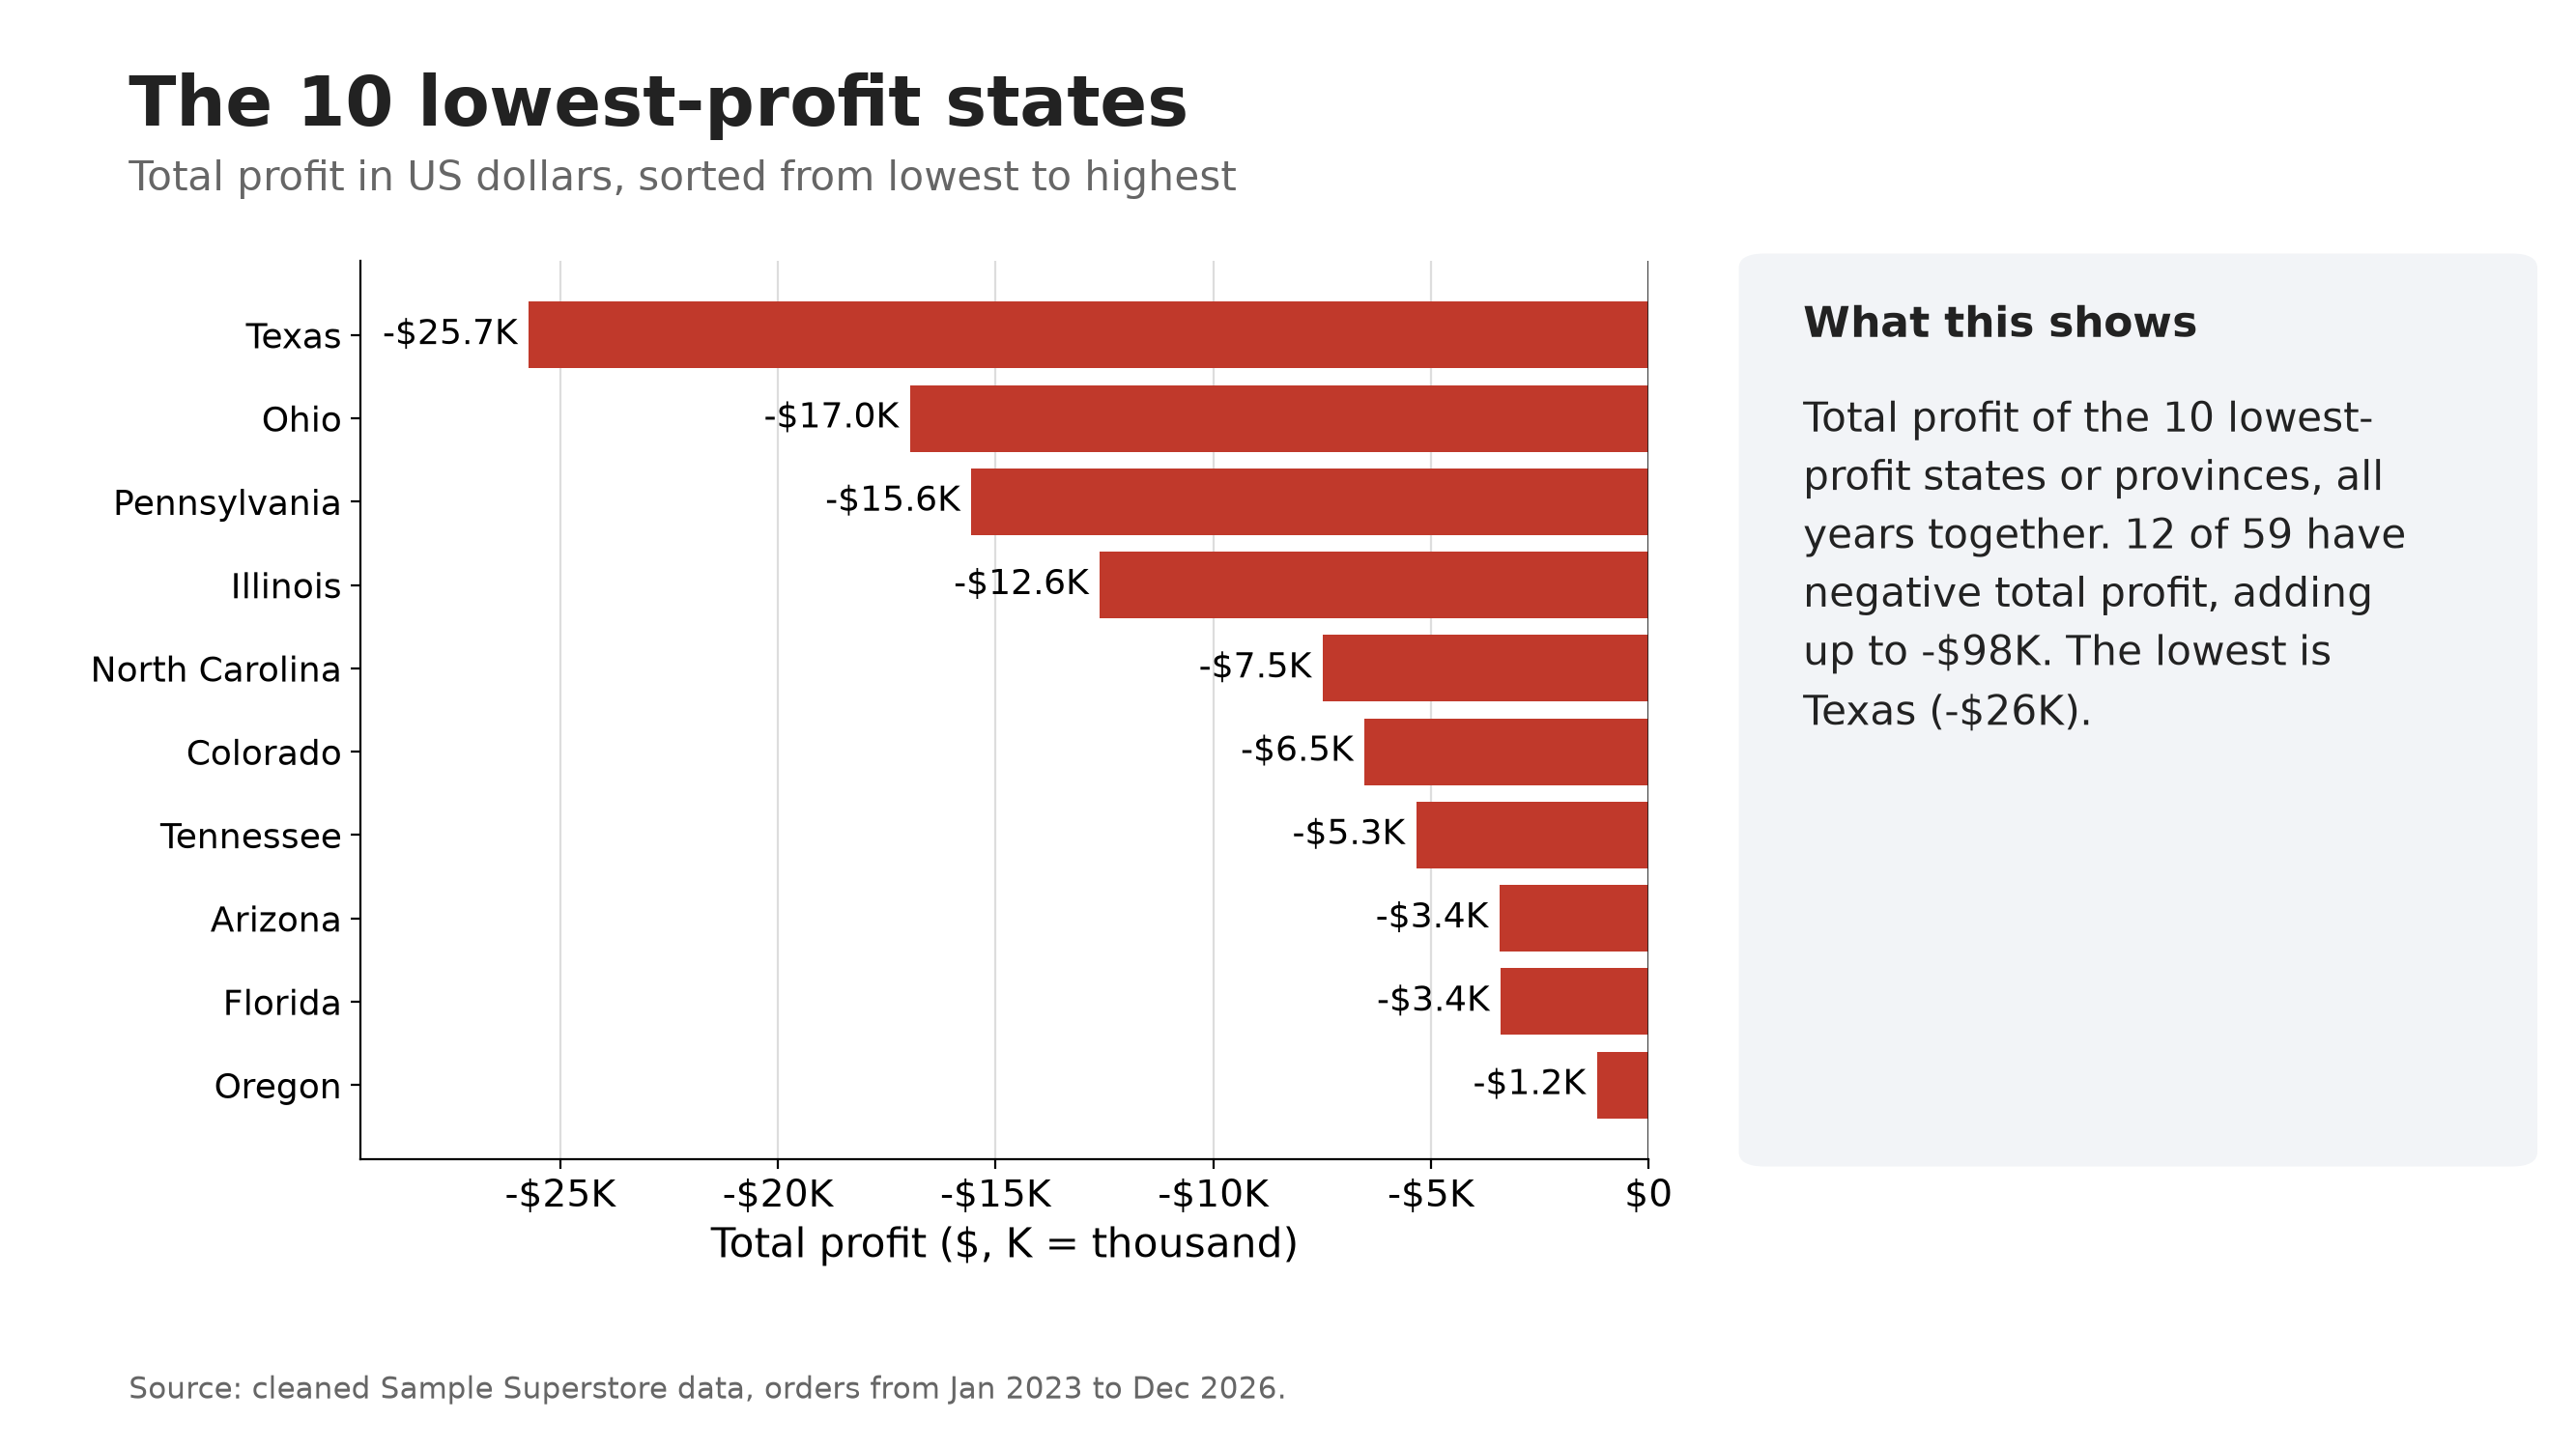 The 10 lowest-profit states
Total profit in US dollars, sorted from lowest to highest
Texas -$25.7K
Ohio -$17.0K
Pennsylvania -$15.6K
Illinois -$12.6K
North Carolina -$7.5K
Colorado -$6.5K
Tennessee -$5.3K
Arizona -$3.4K
Florida -$3.4K
Oregon -$1.2K
-$25K -$20K -$15K -$10K -$5K $0
Total profit ($, K = thousand)
What this shows
Total profit of the 10 lowest-
profit states or provinces, all
years together. 12 of 59 have
negative total profit, adding
up to -$98K. The lowest is
Texas (-$26K).
Source: cleaned Sample Superstore data, orders from Jan 2023 to Dec 2026.